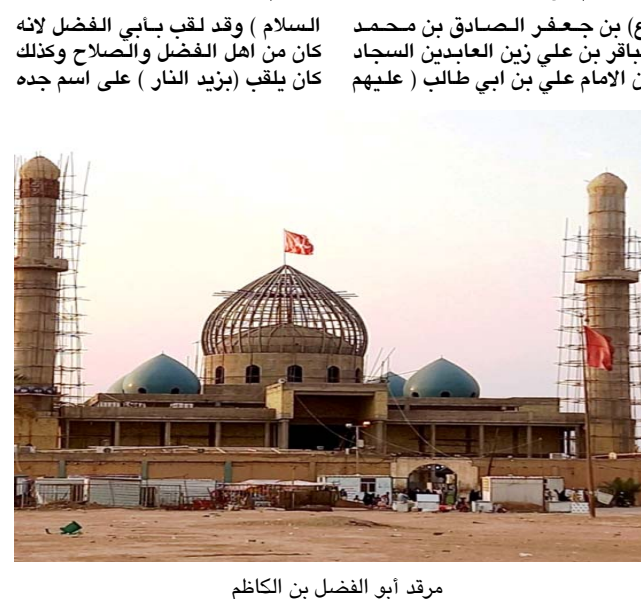 ع) بن جعفر الصادق بن محمد
باقر بن علي زين العابدين السجاد
ن الامام علي بن ابي طالب ( عليهم
السلام ) وقد لقب بأبي الفضل لانه
كان من اهل الفضل والصلاح وكذلك
كان يلقب (بزيد النار ) على اسم جده
مرقد أبو الفضل بن الكاظم